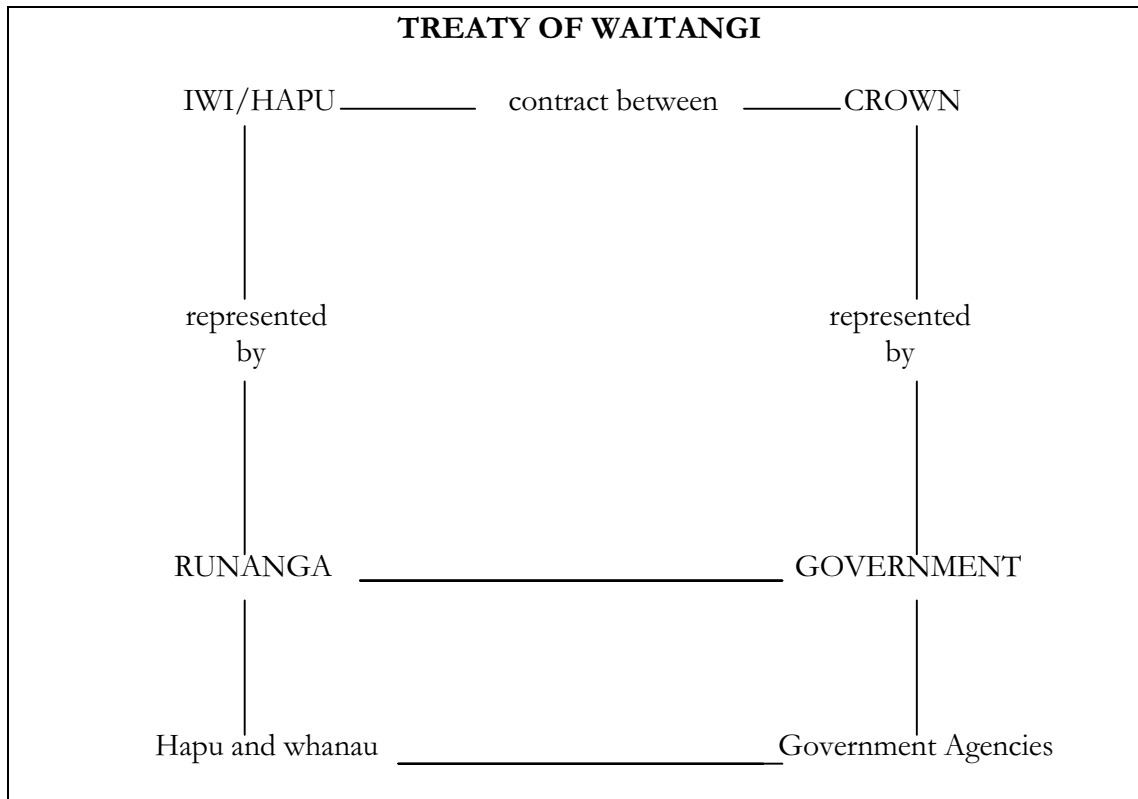 TREATY OF WAITANGI
IWI/HAPU contract between CROWN
represented by represented by
RUNANGA GOVERNMENT
Hapu and whanau Government Agencies